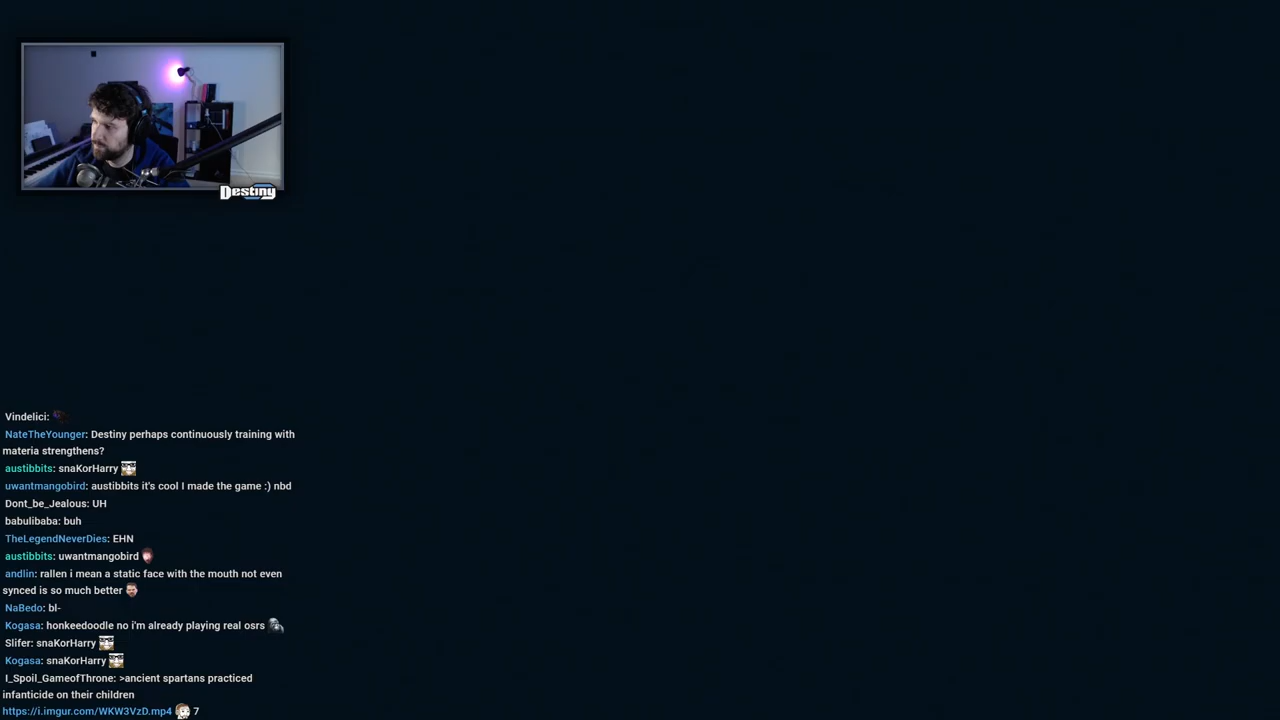 Destiny
Vindelici:
NateTheYounger: Destiny perhaps continuously training with
materia strengthens?
austibbits: snaKorHarry
uwantmangobird: austibbits it's cool I made the game :) nbd
Dont_be_Jealous: UH
babulibaba: buh
TheLegendNeverDies: EHN
austibbits: uwantmangobird
andlin: rallen i mean a static face with the mouth not even
synced is so much better
NaBedo: bl-
Kogasa: honkeedoodle no i'm already playing real osrs
Slifer: snaKorHarry
Kogasa: snaKorHarry
I_Spoil_GameofThrone: >ancient spartans practiced
infanticide on their children
https://i.imgur.com/WKW3VzD.mp4 7